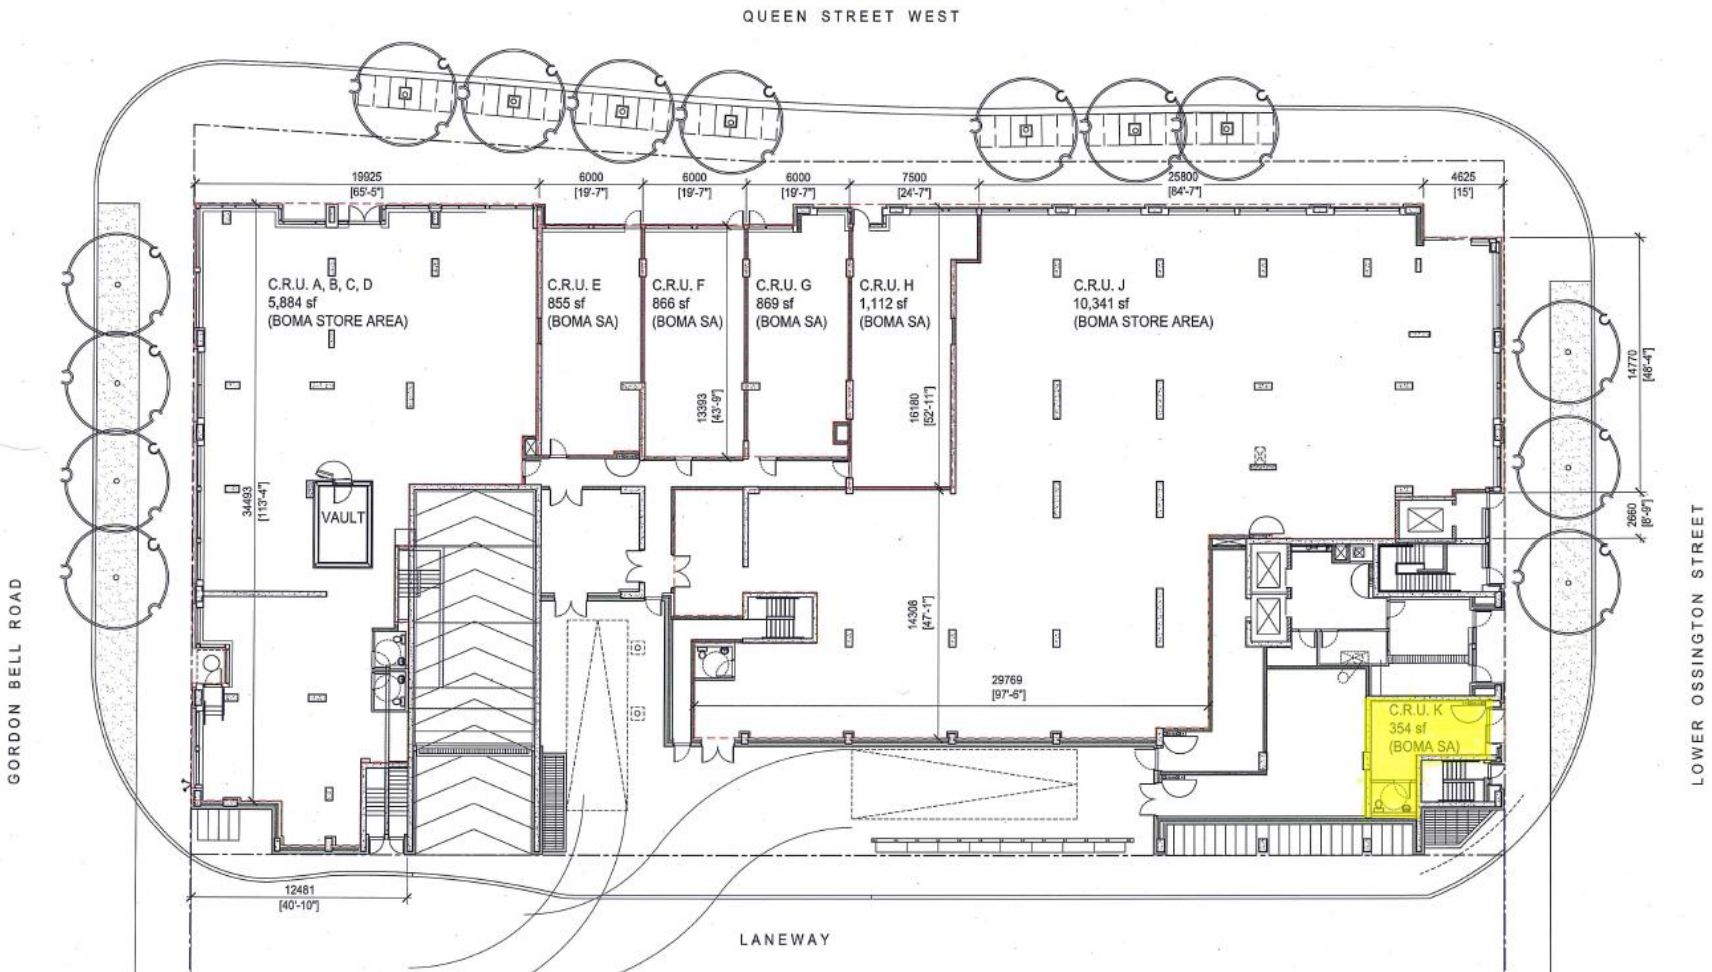 QUEEN STREET WEST
19925
[65'-5"]
6000
[19'-7"]
6000
[19'-7"]
6000
[19'-7"]
7500
[24'-7"]
25800
[84'-7"]
4625
[15']
C.R.U. A, B, C, D
5,884 sf
(BOMA STORE AREA)
C.R.U. E
855 sf
(BOMA SA)
C.R.U. F
866 sf
(BOMA SA)
C.R.U. G
869 sf
(BOMA SA)
C.R.U. H
1,112 sf
(BOMA SA)
C.R.U. J
10,341 sf
(BOMA STORE AREA)
14770
[48'-4"]
13393
[43'-9"]
16180
[52'-11"]
34493
[113'-4"]
VAULT
2660
[8'-9"]
14308
[47'-1"]
29769
[97'-6"]
C.R.U. K
354 sf
(BOMA SA)
GORDON BELL ROAD
LOWER OSSINGTON STREET
12481
[40'-10"]
LANEWAY